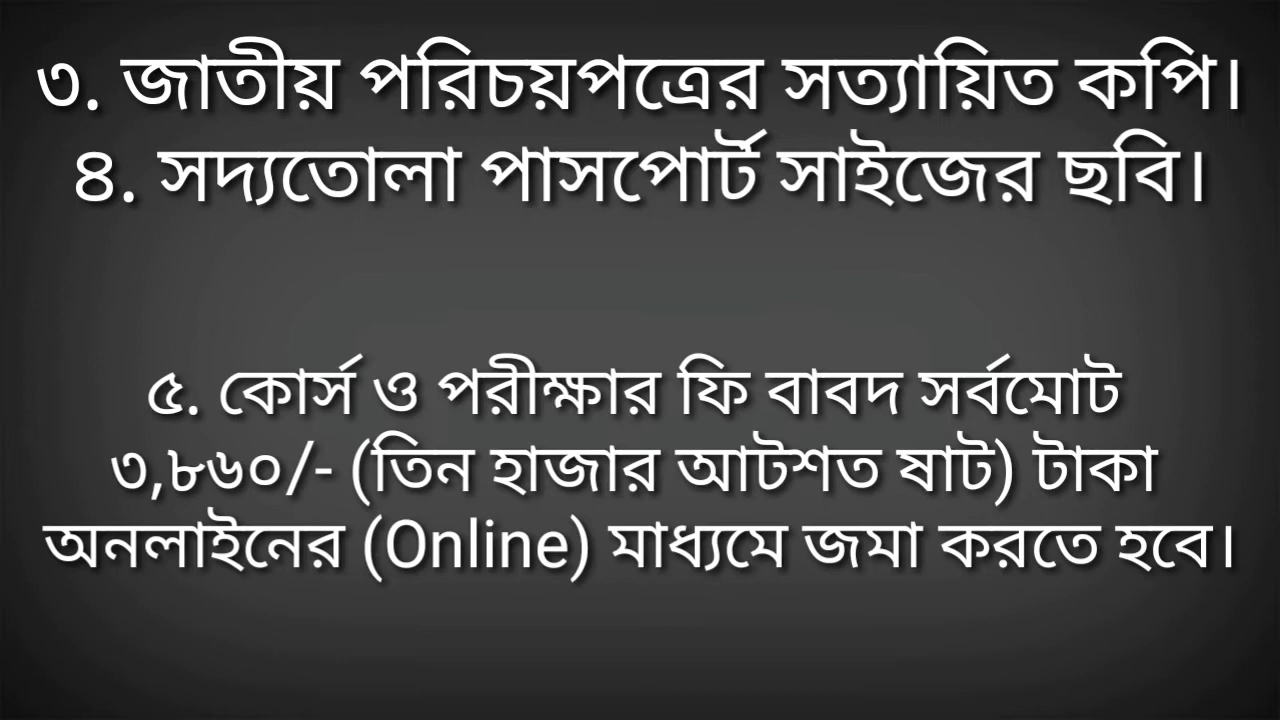 ৩. জাতীয় পরিচয়পত্রের সত্যায়িত কপি।
৪. সদ্যতোলা পাসপোর্ট সাইজের ছবি।
৫. কোর্স ও পরীক্ষার ফি বাবদ সর্বমোট
৩,৮৬০/- (তিন হাজার আটশত ষাট) টাকা
অনলাইনের (Online) মাধ্যমে জমা করতে হবে।